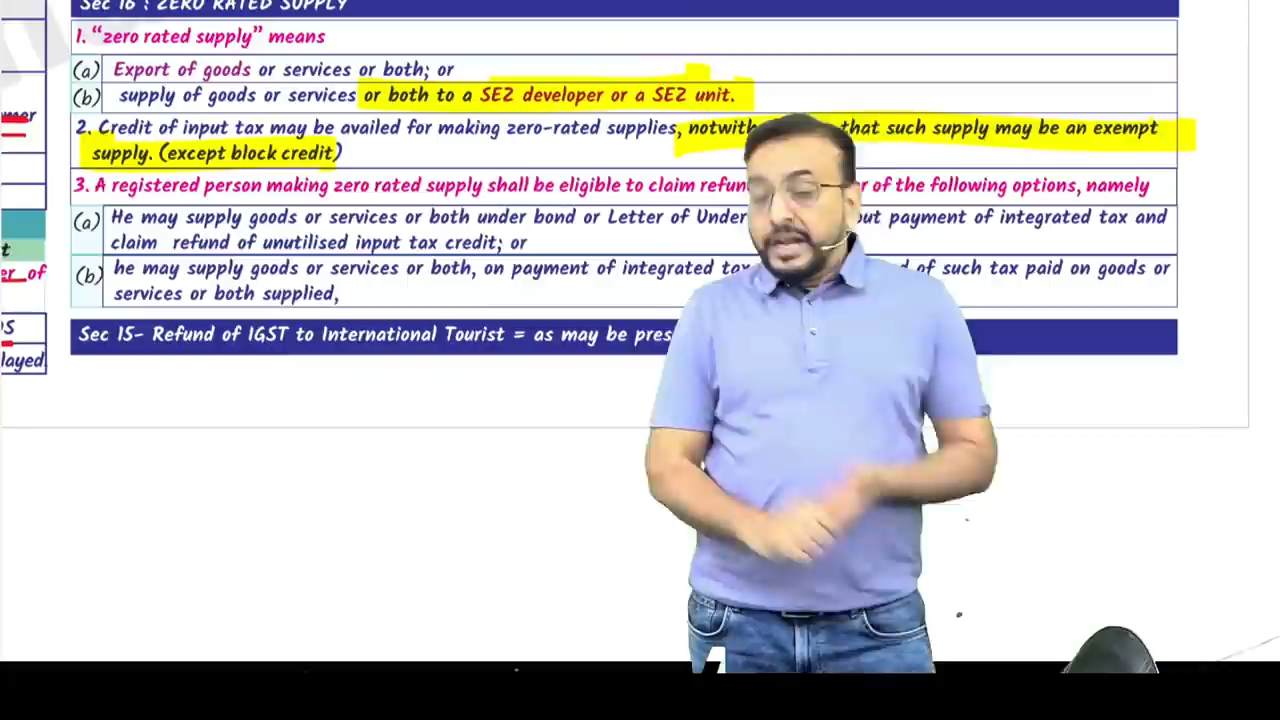 Sec 16 : ZERO RATED SUPPLY
1. “zero rated supply” means
(a) Export of goods or services or both; or
(b) supply of goods or services or both to a SEZ developer or a SEZ unit.
2. Credit of input tax may be availed for making zero-rated supplies, notwith that such supply may be an exempt
supply. (except block credit)
3. A registered person making zero rated supply shall be eligible to claim refun r of the following options, namely
(a) He may supply goods or services or both under bond or Letter of Under out payment of integrated tax and
claim refund of unutilised input tax credit; or
(b) he may supply goods or services or both, on payment of integrated tax d of such tax paid on goods or
services or both supplied,
Sec 15- Refund of IGST to International Tourist = as may be pres
mer
t
er of
OS
layed.